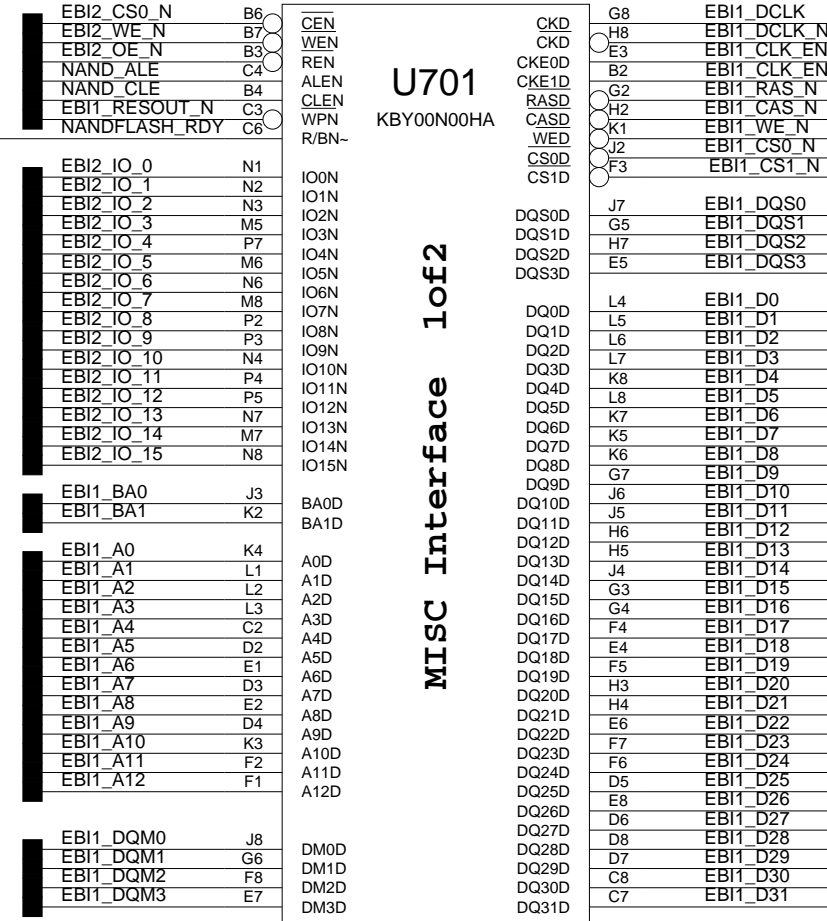 EBI2_CS0_N B6 CEN
EBI2_WE_N B7 WEN
EBI2_OE_N B3 REN
NAND_ALE C4 ALEN
NAND_CLE B4 CLEN
EBI1_RESOUT_N C3 WPN
NANDFLASH_RDY C6 R/BN~
EBI2_IO_0 N1 IO0N
EBI2_IO_1 N2 IO1N
EBI2_IO_2 N3 IO2N
EBI2_IO_3 M5 IO3N
EBI2_IO_4 P7 IO4N
EBI2_IO_5 M6 IO5N
EBI2_IO_6 N6 IO6N
EBI2_IO_7 M8 IO7N
EBI2_IO_8 P2 IO8N
EBI2_IO_9 P3 IO9N
EBI2_IO_10 N4 IO10N
EBI2_IO_11 P4 IO11N
EBI2_IO_12 P5 IO12N
EBI2_IO_13 N7 IO13N
EBI2_IO_14 M7 IO14N
EBI2_IO_15 N8 IO15N
EBI1_BA0 J3 BA0D
EBI1_BA1 K2 BA1D
EBI1_A0 K4 A0D
EBI1_A1 L1 A1D
EBI1_A2 L2 A2D
EBI1_A3 L3 A3D
EBI1_A4 C2 A4D
EBI1_A5 D2 A5D
EBI1_A6 E1 A6D
EBI1_A7 D3 A7D
EBI1_A8 E2 A8D
EBI1_A9 D4 A9D
EBI1_A10 K3 A10D
EBI1_A11 F2 A11D
EBI1_A12 F1 A12D
EBI1_DQM0 J8 DM0D
EBI1_DQM1 G6 DM1D
EBI1_DQM2 F8 DM2D
EBI1_DQM3 E7 DM3D
U701
KBY00N00HA
MISC Interface 1of2
CKD G8 EBI1_DCLK
CKD H8 EBI1_DCLK_N
CKE0D E3 EBI1_CLK_EN
CKE1D B2 EBI1_CLK_EN
RASD G2 EBI1_RAS_N
CASD H2 EBI1_CAS_N
WED K1 EBI1_WE_N
CS0D J2 EBI1_CS0_N
CS1D F3 EBI1_CS1_N
DQS0D J7 EBI1_DQS0
DQS1D G5 EBI1_DQS1
DQS2D H7 EBI1_DQS2
DQS3D E5 EBI1_DQS3
DQ0D L4 EBI1_D0
DQ1D L5 EBI1_D1
DQ2D L6 EBI1_D2
DQ3D L7 EBI1_D3
DQ4D K8 EBI1_D4
DQ5D L8 EBI1_D5
DQ6D K7 EBI1_D6
DQ7D K5 EBI1_D7
DQ8D K6 EBI1_D8
DQ9D G7 EBI1_D9
DQ10D J6 EBI1_D10
DQ11D J5 EBI1_D11
DQ12D H6 EBI1_D12
DQ13D H5 EBI1_D13
DQ14D J4 EBI1_D14
DQ15D G3 EBI1_D15
DQ16D G4 EBI1_D16
DQ17D F4 EBI1_D17
DQ18D E4 EBI1_D18
DQ19D F5 EBI1_D19
DQ20D H3 EBI1_D20
DQ21D H4 EBI1_D21
DQ22D E6 EBI1_D22
DQ23D F7 EBI1_D23
DQ24D F6 EBI1_D24
DQ25D D5 EBI1_D25
DQ26D E8 EBI1_D26
DQ27D D6 EBI1_D27
DQ28D D8 EBI1_D28
DQ29D D7 EBI1_D29
DQ30D C8 EBI1_D30
DQ31D C7 EBI1_D31